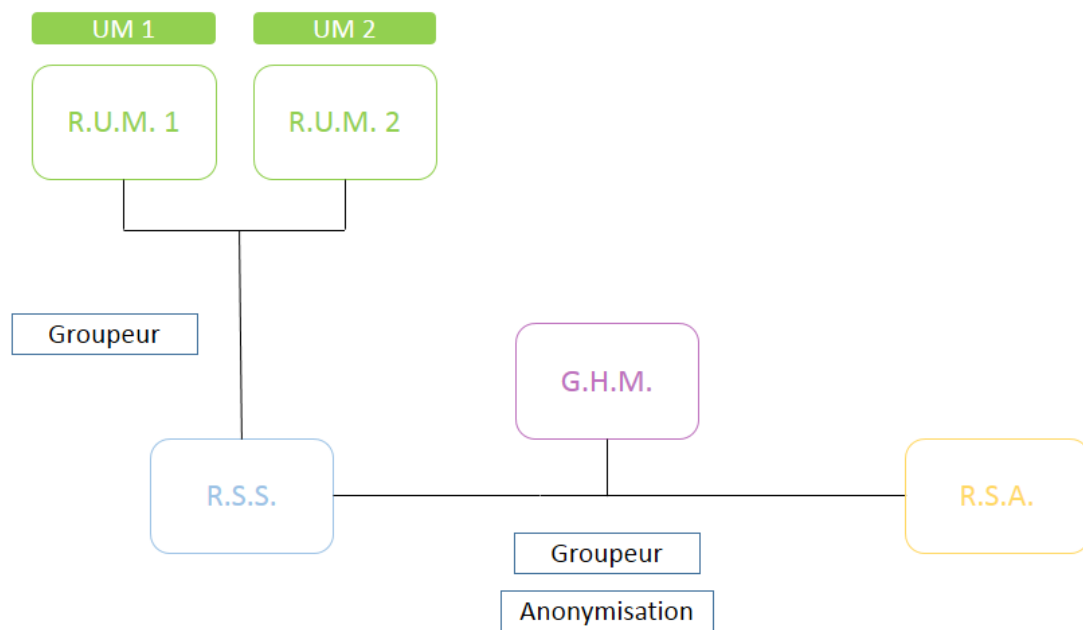 UM 1
UM 2
R.U.M. 1
R.U.M. 2
Groupeur
G.H.M.
R.S.S.
R.S.A.
Groupeur
Anonymisation